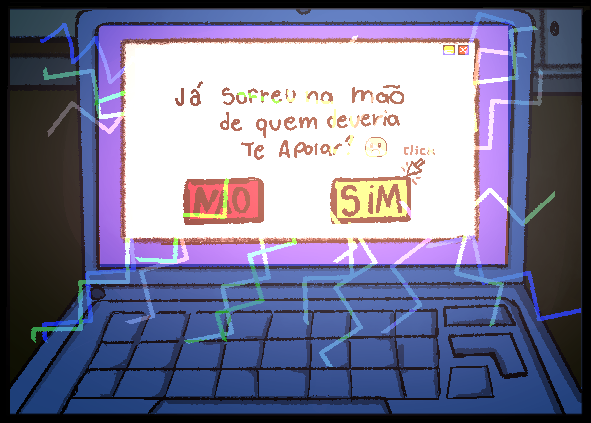 Já sofreu na mão
de quem deveria
Te Apoiar?
click
NÃO
SiM